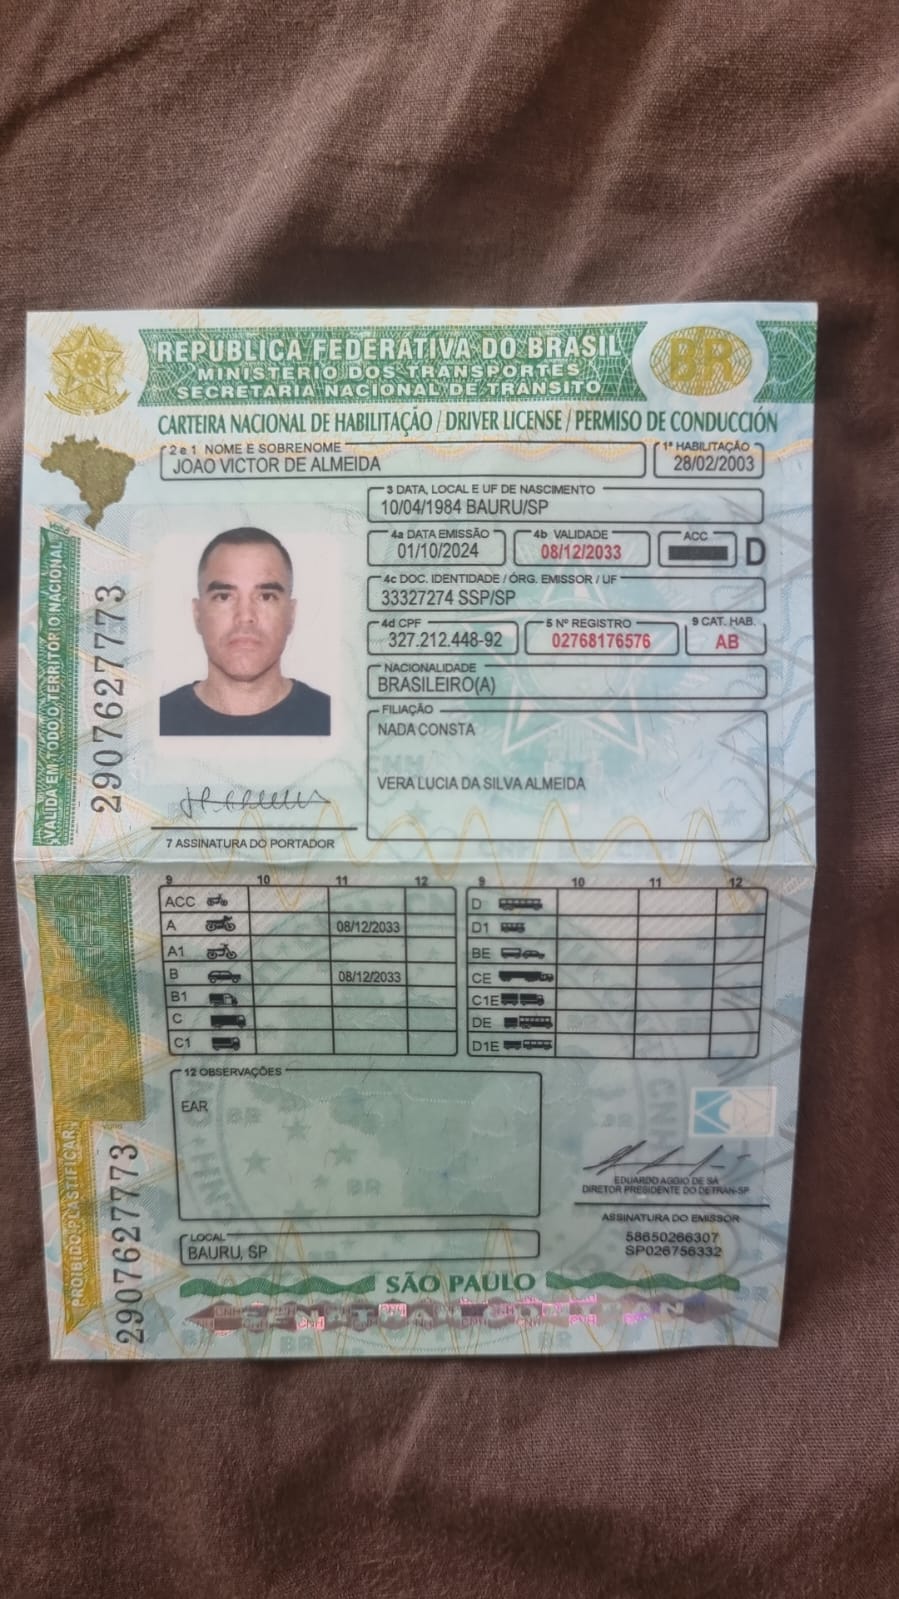 REPÚBLICA FEDERATIVA DO BRASIL
MINISTÉRIO DOS TRANSPORTES
SECRETARIA NACIONAL DE TRÂNSITO
BR
CARTEIRA NACIONAL DE HABILITAÇÃO / DRIVER LICENSE / PERMISO DE CONDUCCIÓN
2 e 1 NOME E SOBRENOME
JOAO VICTOR DE ALMEIDA
1ª HABILITAÇÃO
28/02/2003
3 DATA, LOCAL E UF DE NASCIMENTO
10/04/1984 BAURU/SP
4a DATA EMISSÃO
01/10/2024
4b VALIDADE
08/12/2033
ACC
D
4c DOC. IDENTIDADE / ÓRG. EMISSOR / UF
33327274 SSP/SP
4d CPF
327.212.448-92
5 Nº REGISTRO
02768176576
9 CAT. HAB.
AB
NACIONALIDADE
BRASILEIRO(A)
FILIAÇÃO
NADA CONSTA
VERA LUCIA DA SILVA ALMEIDA
VÁLIDA EM TODO O TERRITÓRIO NACIONAL
2907627773
7 ASSINATURA DO PORTADOR
9 10 11 12
ACC
A 08/12/2033
A1
B 08/12/2033
B1
C
C1
9 10 11 12
D
D1
BE
CE
C1E
DE
D1E
12 OBSERVAÇÕES
EAR
PROIBIDO PLASTIFICAR
2907627773
EDUARDO AGGIO DE SÁ
DIRETOR PRESIDENTE DO DETRAN-SP
ASSINATURA DO EMISSOR
58650266307
SP026756332
LOCAL
BAURU, SP
SÃO PAULO